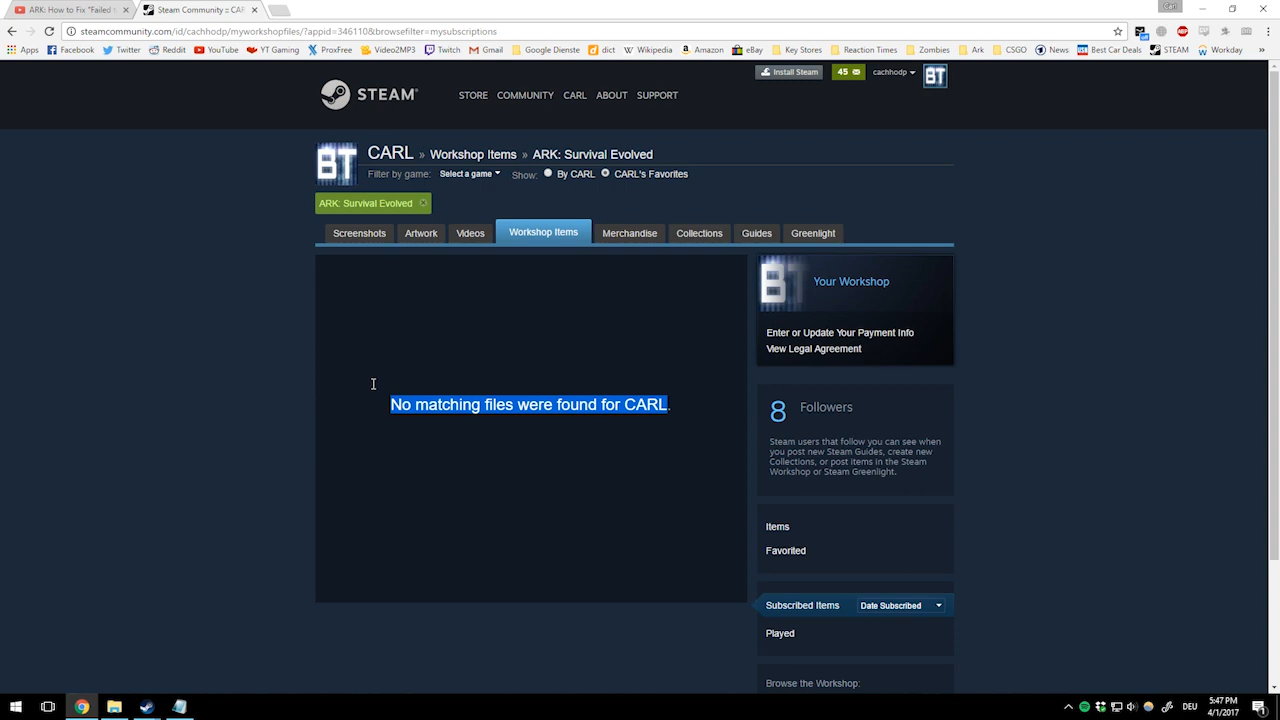 ARK: How to Fix "Failed
Steam Community :: CAR
Carl
steamcommunity.com/id/cachhodp/myworkshopfiles/?appid=346110&browsefilter=mysubscriptions
Apps Facebook Twitter Reddit YouTube YT Gaming ProxFree Video2MP3 Twitch Google Dienste dict Wikipedia Amazon eBay Key Stores Reaction Times Zombies Ark CSGO News Best Car Deals STEAM Workday
Install Steam 45 cachhodp BT
STEAM STORE COMMUNITY CARL ABOUT SUPPORT
BT CARL » Workshop Items » ARK: Survival Evolved
Filter by game: Select a game Show: By CARL CARL's Favorites
ARK: Survival Evolved
Screenshots Artwork Videos Workshop Items Merchandise Collections Guides Greenlight
No matching files were found for CARL.
BT Your Workshop
Enter or Update Your Payment Info
View Legal Agreement
8 Followers
Steam users that follow you can see when
you post new Steam Guides, create new
Collections, or post items in the Steam
Workshop or Steam Greenlight.
Items
Favorited
Subscribed Items Date Subscribed
Played
Browse the Workshop:
DEU 5:47 PM
4/1/2017